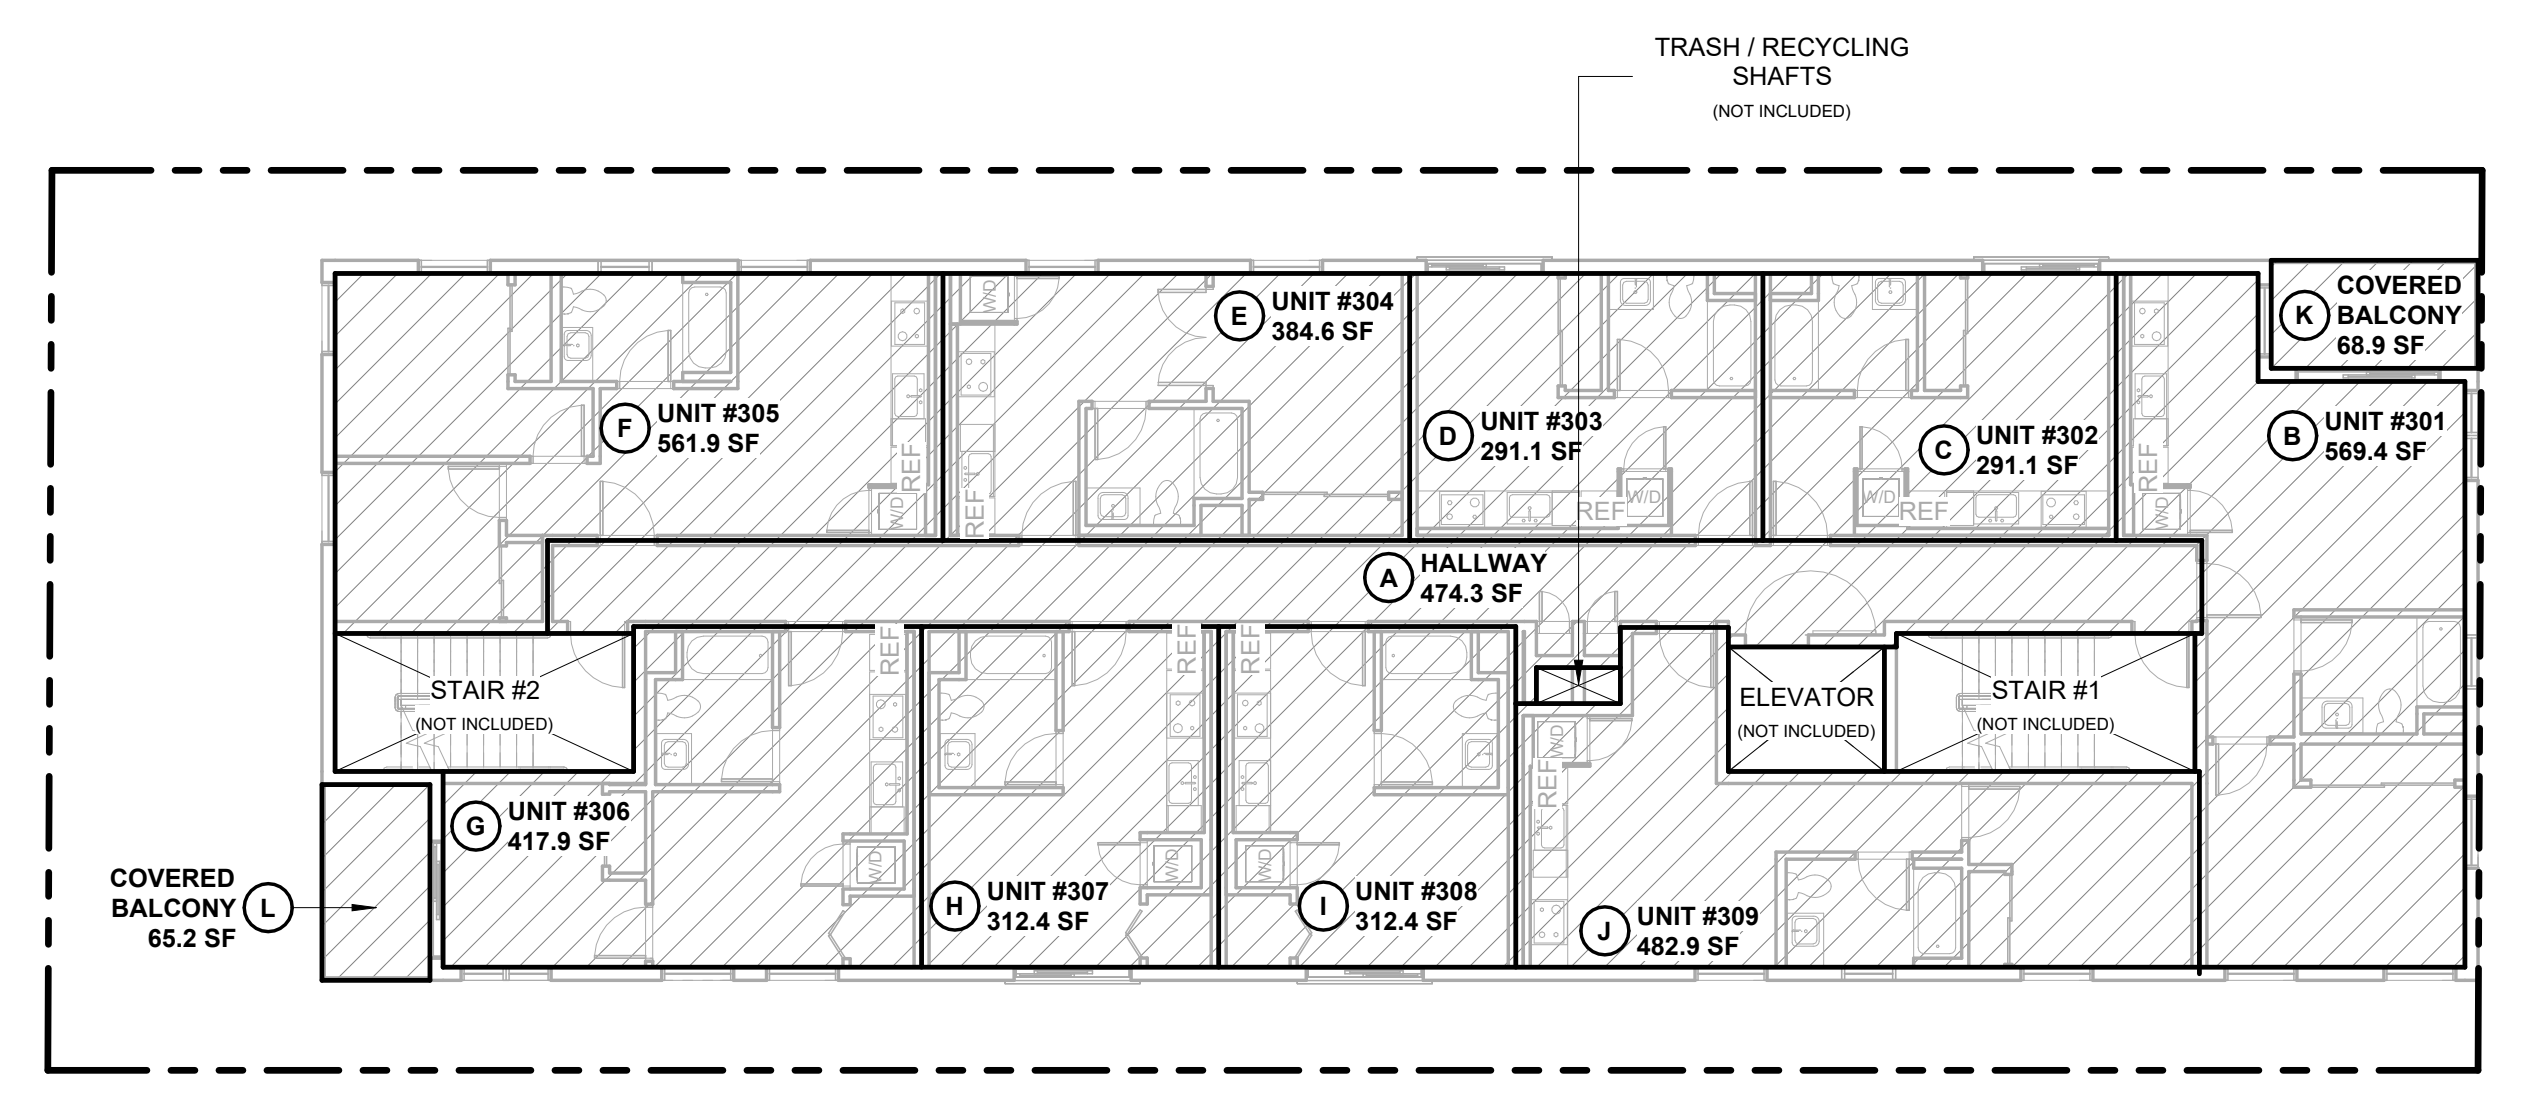 TRASH / RECYCLING
SHAFTS
(NOT INCLUDED)
K
COVERED
BALCONY
68.9 SF
E
UNIT #304
384.6 SF
W/D
F
UNIT #305
561.9 SF
D
UNIT #303
291.1 SF
C
UNIT #302
291.1 SF
B
UNIT #301
569.4 SF
REF
W/D
REF
REF
W/D
W/D
REF
REF
W/D
A
HALLWAY
474.3 SF
REF
REF
REF
STAIR #2
(NOT INCLUDED)
ELEVATOR
(NOT INCLUDED)
STAIR #1
(NOT INCLUDED)
W/D
REF
G
UNIT #306
417.9 SF
W/D
W/D
W/D
COVERED
BALCONY
65.2 SF
L
H
UNIT #307
312.4 SF
I
UNIT #308
312.4 SF
J
UNIT #309
482.9 SF